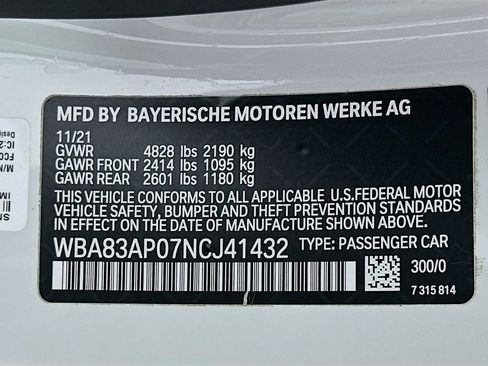 MFD BY BAYERISCHE MOTOREN WERKE AG
11/21
GVWR 4828 lbs 2190 kg
GAWR FRONT 2414 lbs 1095 kg
GAWR REAR 2601 lbs 1180 kg
THIS VEHICLE CONFORMS TO ALL APPLICABLE U.S.FEDERAL MOTOR
VEHICLE SAFETY, BUMPER AND THEFT PREVENTION STANDARDS
IN EFFECT ON THE DATE OF MANUFACTURE SHOWN ABOVE.
WBA83AP07NCJ41432 TYPE: PASSENGER CAR
300/0
7 315 814